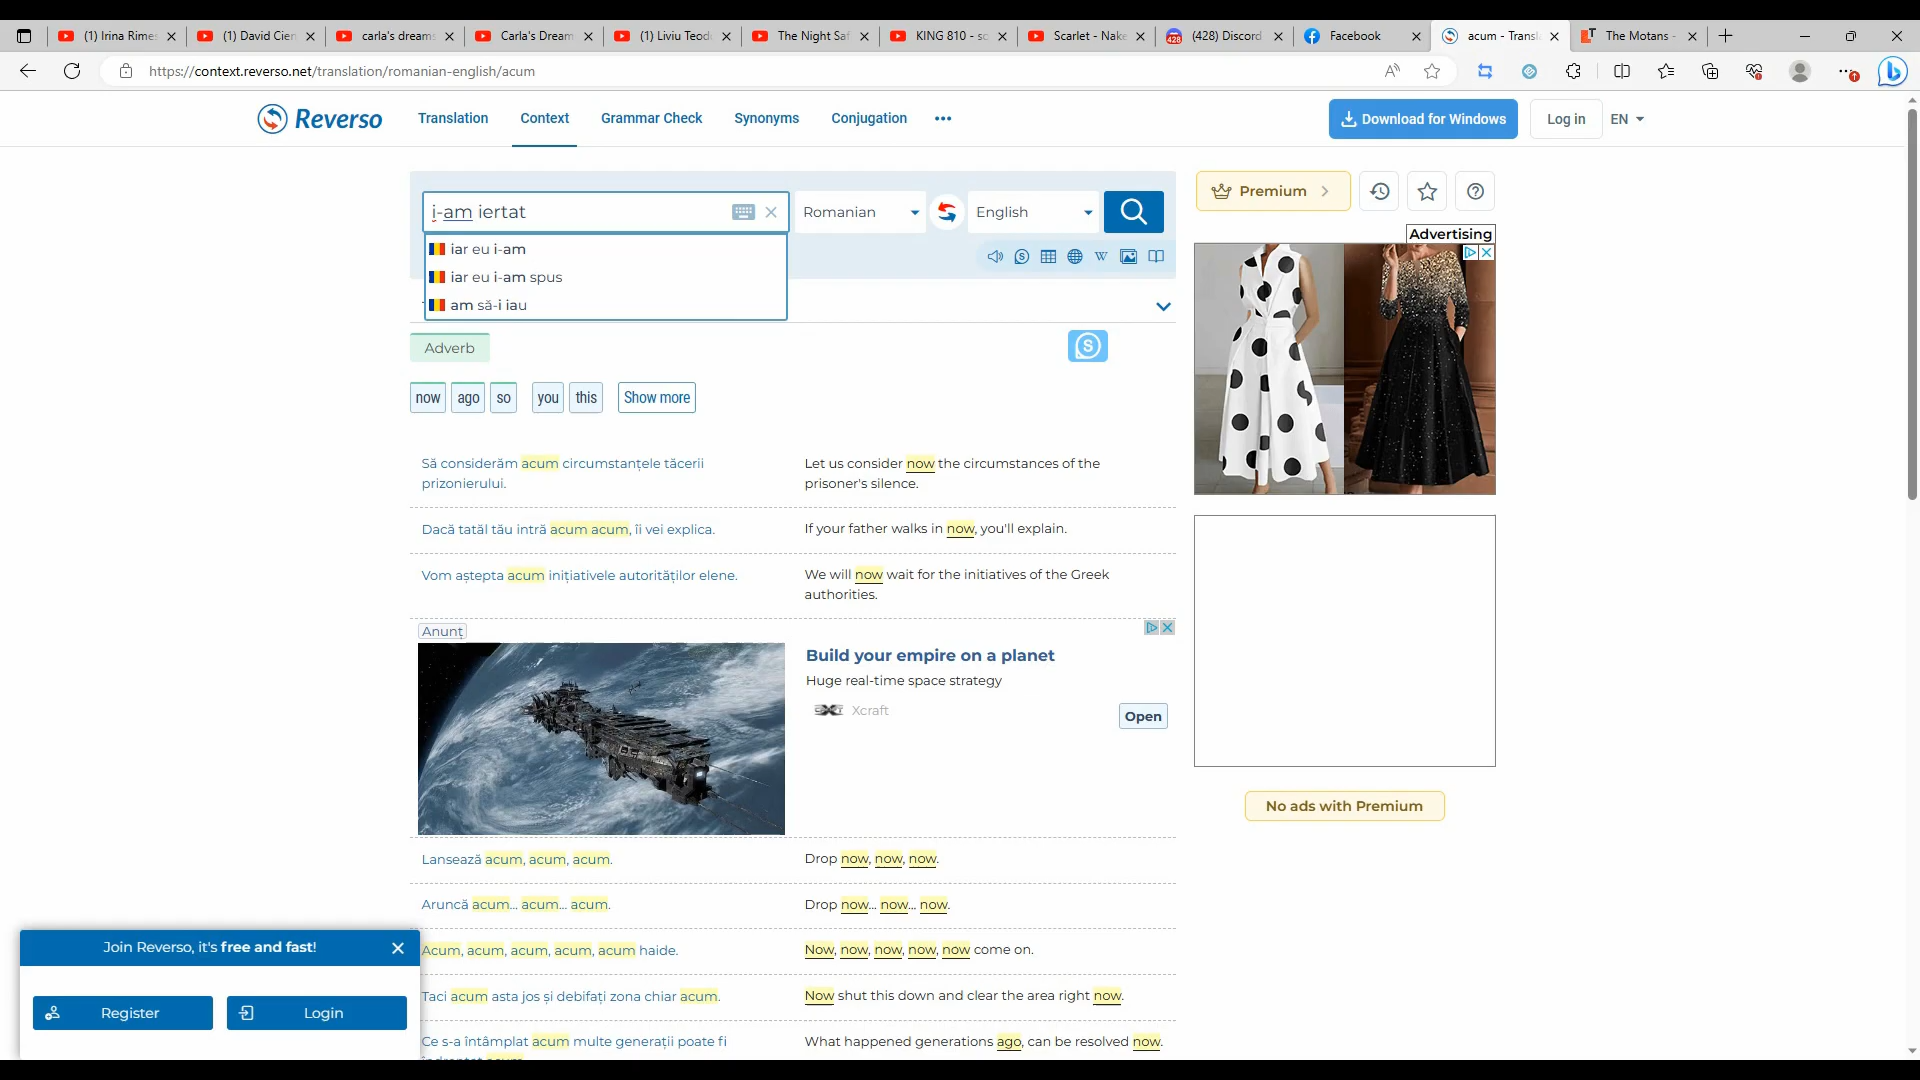 (1) Irina Rimes
(1) David Cien
carla's dreams
Carla's Dream
(1) Liviu Teodo
The Night Saf
KING 810 - sc
Scarlet - Nake
428
(428) Discord
Facebook
acum - Transl
The Motans -
https://context.reverso.net/translation/romanian-english/acum
Reverso
Translation
Context
Grammar Check
Synonyms
Conjugation
Download for Windows
Log in
EN
i-am iertat
Romanian
English
Premium
iar eu i-am
iar eu i-am spus
am să-i iau
W
Advertising
Adverb
S
now
ago
so
you
this
Show more
Să considerăm acum circumstanțele tăcerii
prizonierului.
Let us consider now the circumstances of the
prisoner's silence.
Dacă tatăl tău intră acum acum, îi vei explica.
If your father walks in now, you'll explain.
Vom aștepta acum inițiativele autorităților elene.
We will now wait for the initiatives of the Greek
authorities.
Anunț
Build your empire on a planet
Huge real-time space strategy
Xcraft
Open
No ads with Premium
Lansează acum, acum, acum.
Drop now, now, now.
Aruncă acum... acum... acum.
Drop now... now... now.
Acum, acum, acum, acum, acum haide.
Now, now, now, now, now come on.
Taci acum asta jos și debifați zona chiar acum.
Now shut this down and clear the area right now.
Ce s-a întâmplat acum multe generații poate fi
What happened generations ago, can be resolved now.
Join Reverso, it's free and fast!
Register
Login